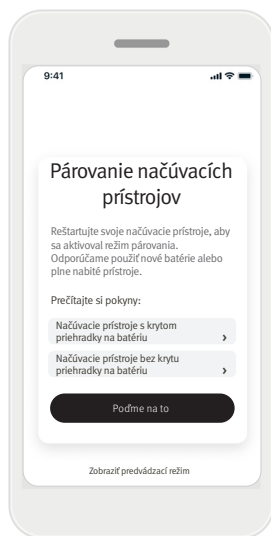 9:41
Párovanie načúvacích
prístrojov
Reštartujte svoje načúvacie prístroje, aby
sa aktivoval režim párovania.
Odporúčame použiť nové batérie alebo
plne nabité prístroje.
Prečítajte si pokyny:
Načúvacie prístroje s krytom
priehradky na batériu
Načúvacie prístroje bez krytu
priehradky na batériu
Poďme na to
Zobraziť predvádzací režim